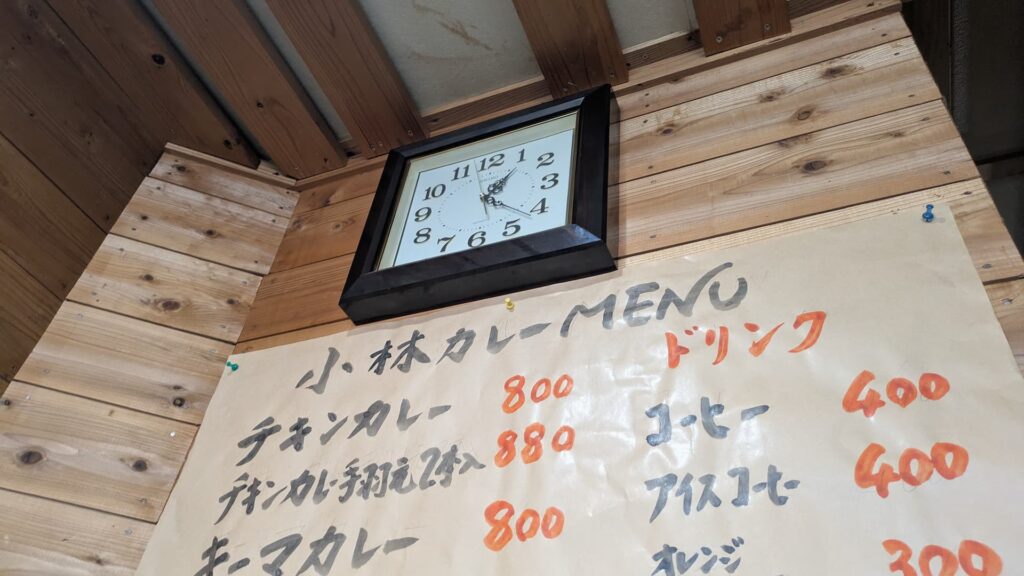 11 12 1
10 2
9 3
8 4
7 6 5
小林カレーMENU
チキンカレー 800
チキンカレー手羽元2本入 880
キーマカレー 800
ドリンク
コーヒー 400
アイスコーヒー 400
オレンジ 300